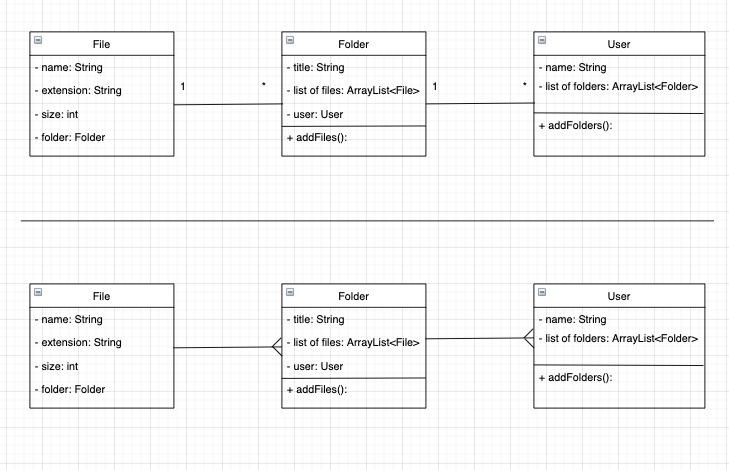 File
- name: String
- extension: String
- size: int
- folder: Folder
1
*
Folder
- title: String
- list of files: ArrayList<File>
- user: User
+ addFiles():
1
*
User
- name: String
- list of folders: ArrayList<Folder>
+ addFolders():
File
- name: String
- extension: String
- size: int
- folder: Folder
Folder
- title: String
- list of files: ArrayList<File>
- user: User
+ addFiles():
User
- name: String
- list of folders: ArrayList<Folder>
+ addFolders():